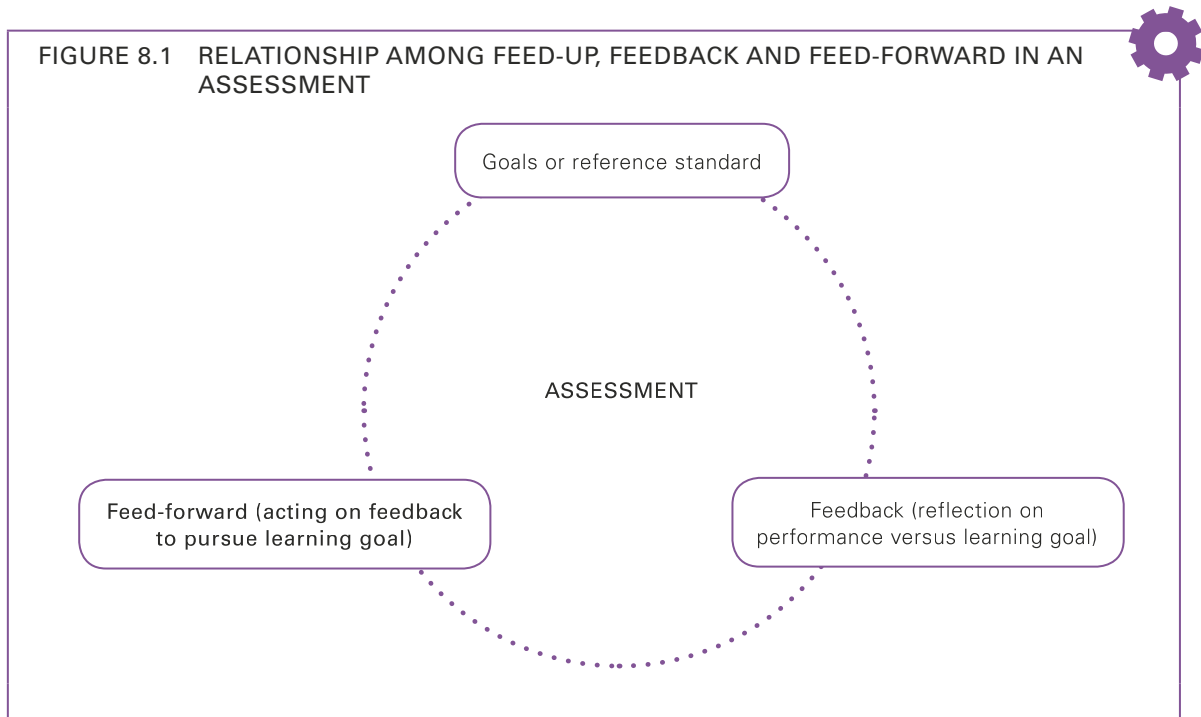 FIGURE 8.1 RELATIONSHIP AMONG FEED-UP, FEEDBACK AND FEED-FORWARD IN AN
ASSESSMENT
Goals or reference standard
ASSESSMENT
Feed-forward (acting on feedback
to pursue learning goal)
Feedback (reflection on
performance versus learning goal)